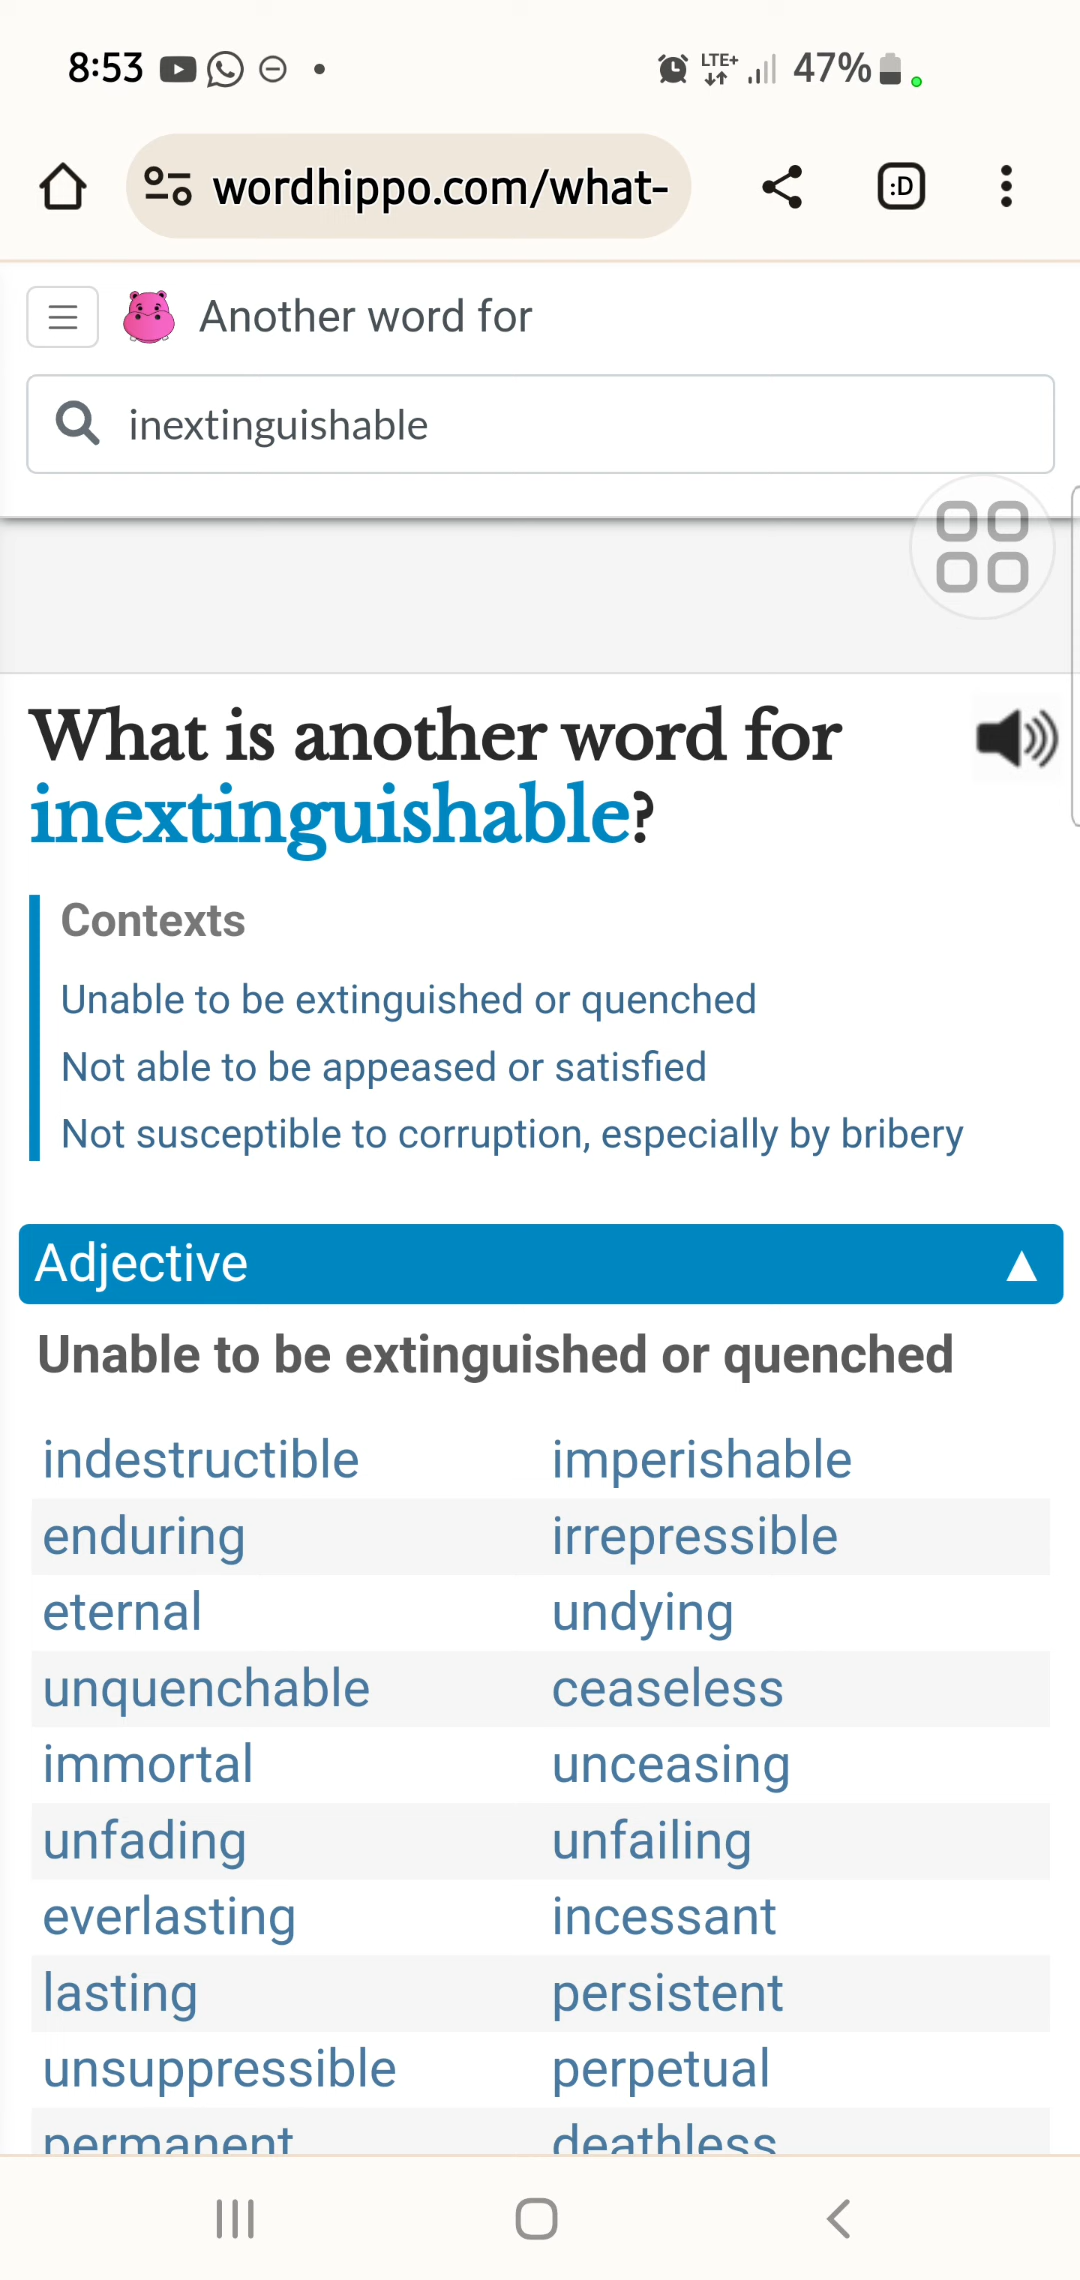 8:53
LTE+ 47%
wordhippo.com/what-
:D
Another word for
inextinguishable
What is another word for
inextinguishable?
Contexts
Unable to be extinguished or quenched
Not able to be appeased or satisfied
Not susceptible to corruption, especially by bribery
Adjective
Unable to be extinguished or quenched
indestructible imperishable
enduring irrepressible
eternal undying
unquenchable ceaseless
immortal unceasing
unfading unfailing
everlasting incessant
lasting persistent
unsuppressible perpetual
permanent deathless